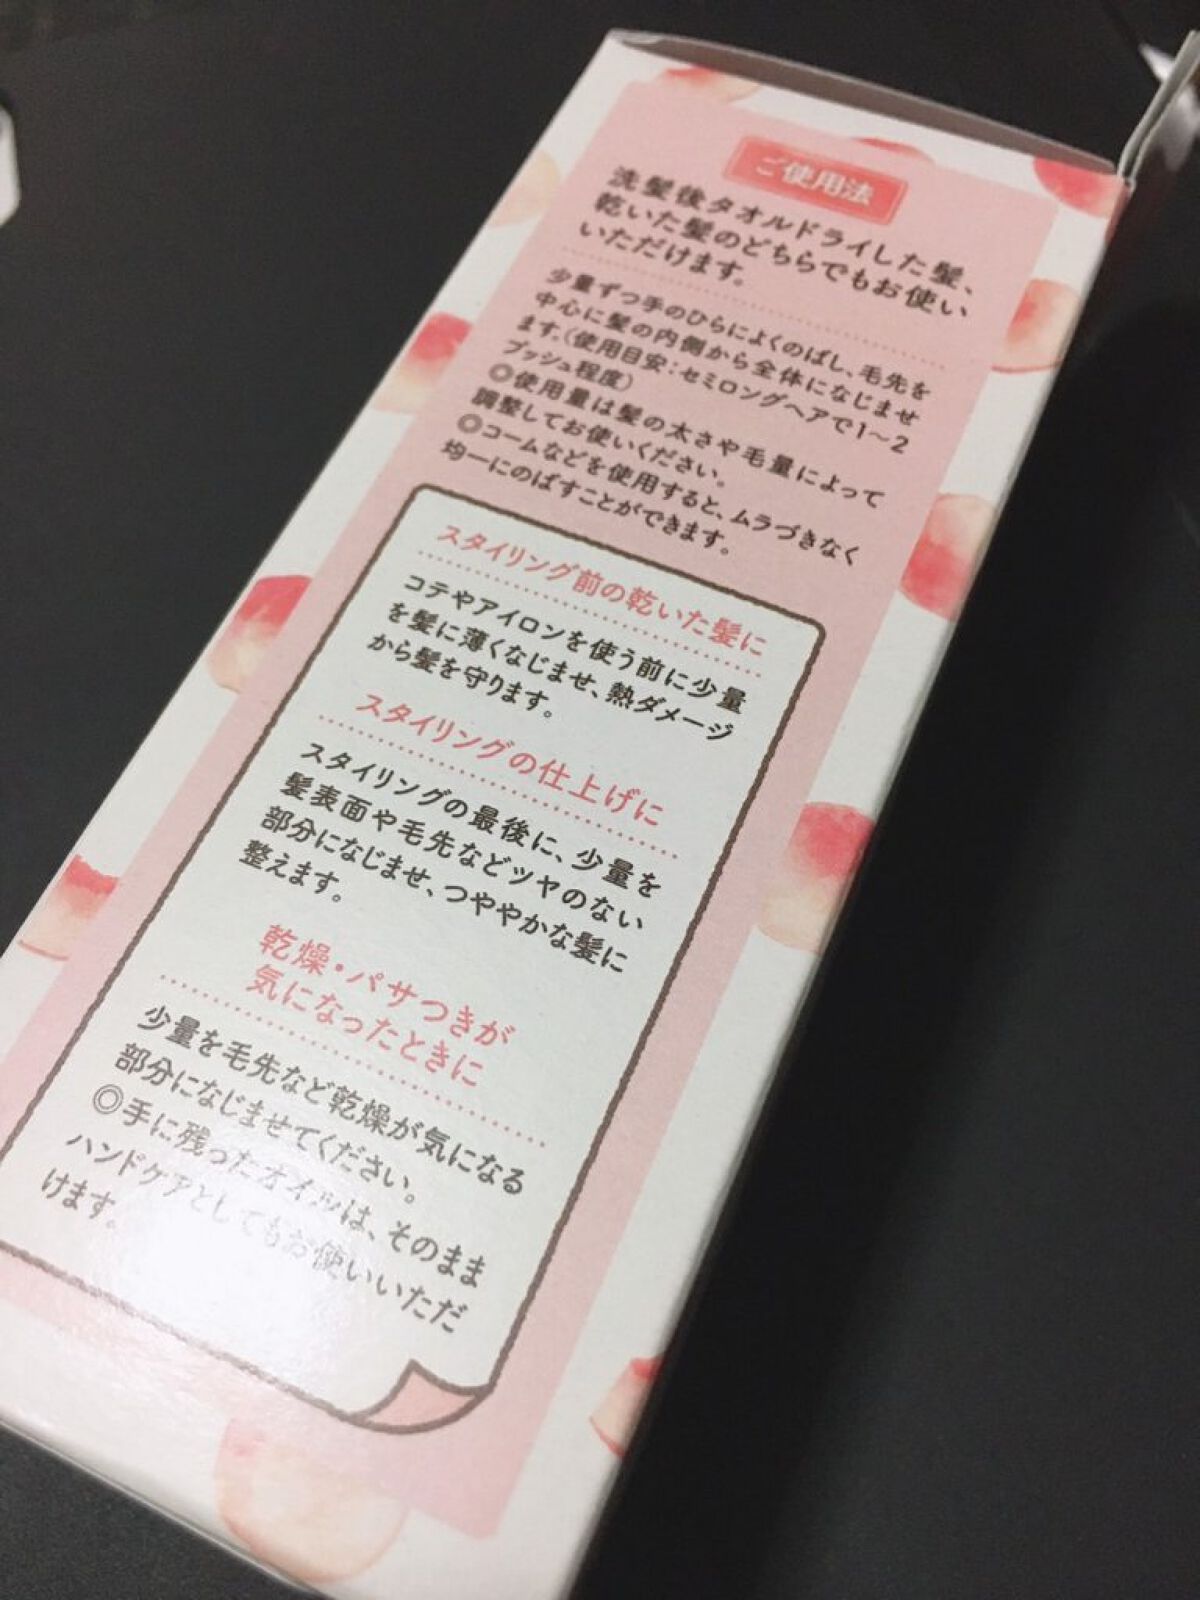 ご使用法
洗髪後タオルドライした髪、
乾いた髪のどちらでもお使い
いただけます。
少量ずつ手のひらによくのばし、毛先を
中心に髪の内側から全体になじませ
ます。(使用目安:セミロングヘアで1〜2
プッシュ程度)
◎使用量は髪の太さや毛量によって
調整してお使いください。
◎コームなどを使用すると、ムラづきなく
均一にのばすことができます。
スタイリング前の乾いた髪に
コテやアイロンを使う前に少量
を髪に薄くなじませ、熱ダメージ
から髪を守ります。
スタイリングの仕上げに
スタイリングの最後に、少量を
髪表面や毛先などツヤのない
部分になじませ、つややかな髪に
整えます。
乾燥・パサつきが
気になったときに
少量を毛先など乾燥が気になる
部分になじませてください。
◎手に残ったオイルは、そのまま
ハンドケアとしてもお使いいただ
けます。